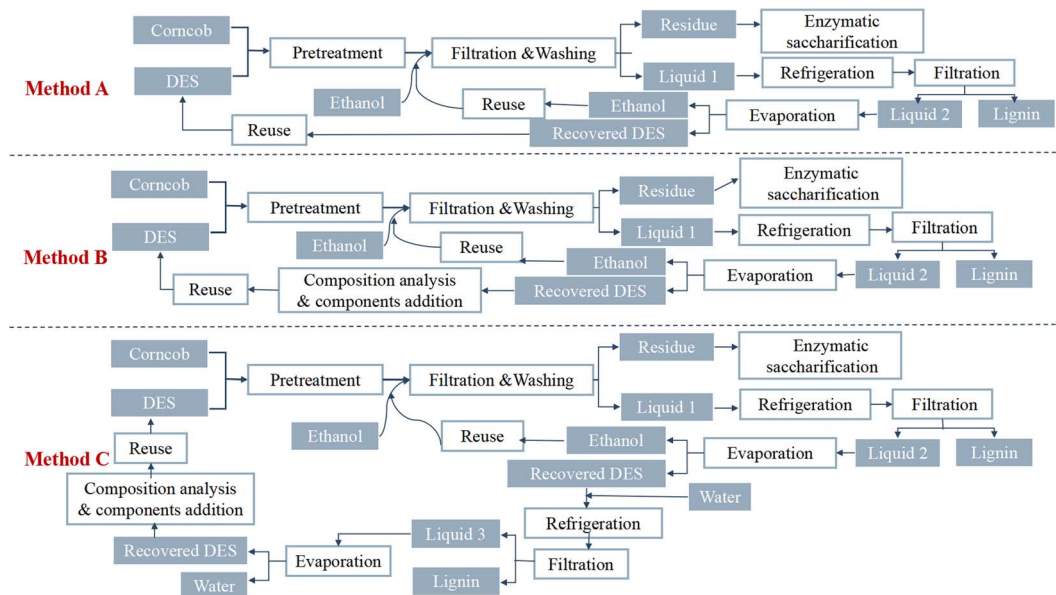 Corncob
Pretreatment
Filtration &Washing
Residue
Enzymatic
saccharification
DES
Liquid 1
Refrigeration
Filtration
Method A
Ethanol
Reuse
Ethanol
Evaporation
Liquid 2
Lignin
Reuse
Recovered DES
Corncob
Pretreatment
Filtration &Washing
Residue
Enzymatic
saccharification
DES
Liquid 1
Refrigeration
Filtration
Method B
Ethanol
Reuse
Ethanol
Evaporation
Liquid 2
Lignin
Reuse
Composition analysis
& components addition
Recovered DES
Corncob
Pretreatment
Filtration &Washing
Residue
Enzymatic
saccharification
DES
Liquid 1
Refrigeration
Filtration
Method C
Reuse
Ethanol
Reuse
Ethanol
Evaporation
Liquid 2
Lignin
Composition analysis
& components addition
Recovered DES
Water
Refrigeration
Recovered DES
Evaporation
Liquid 3
Filtration
Water
Lignin